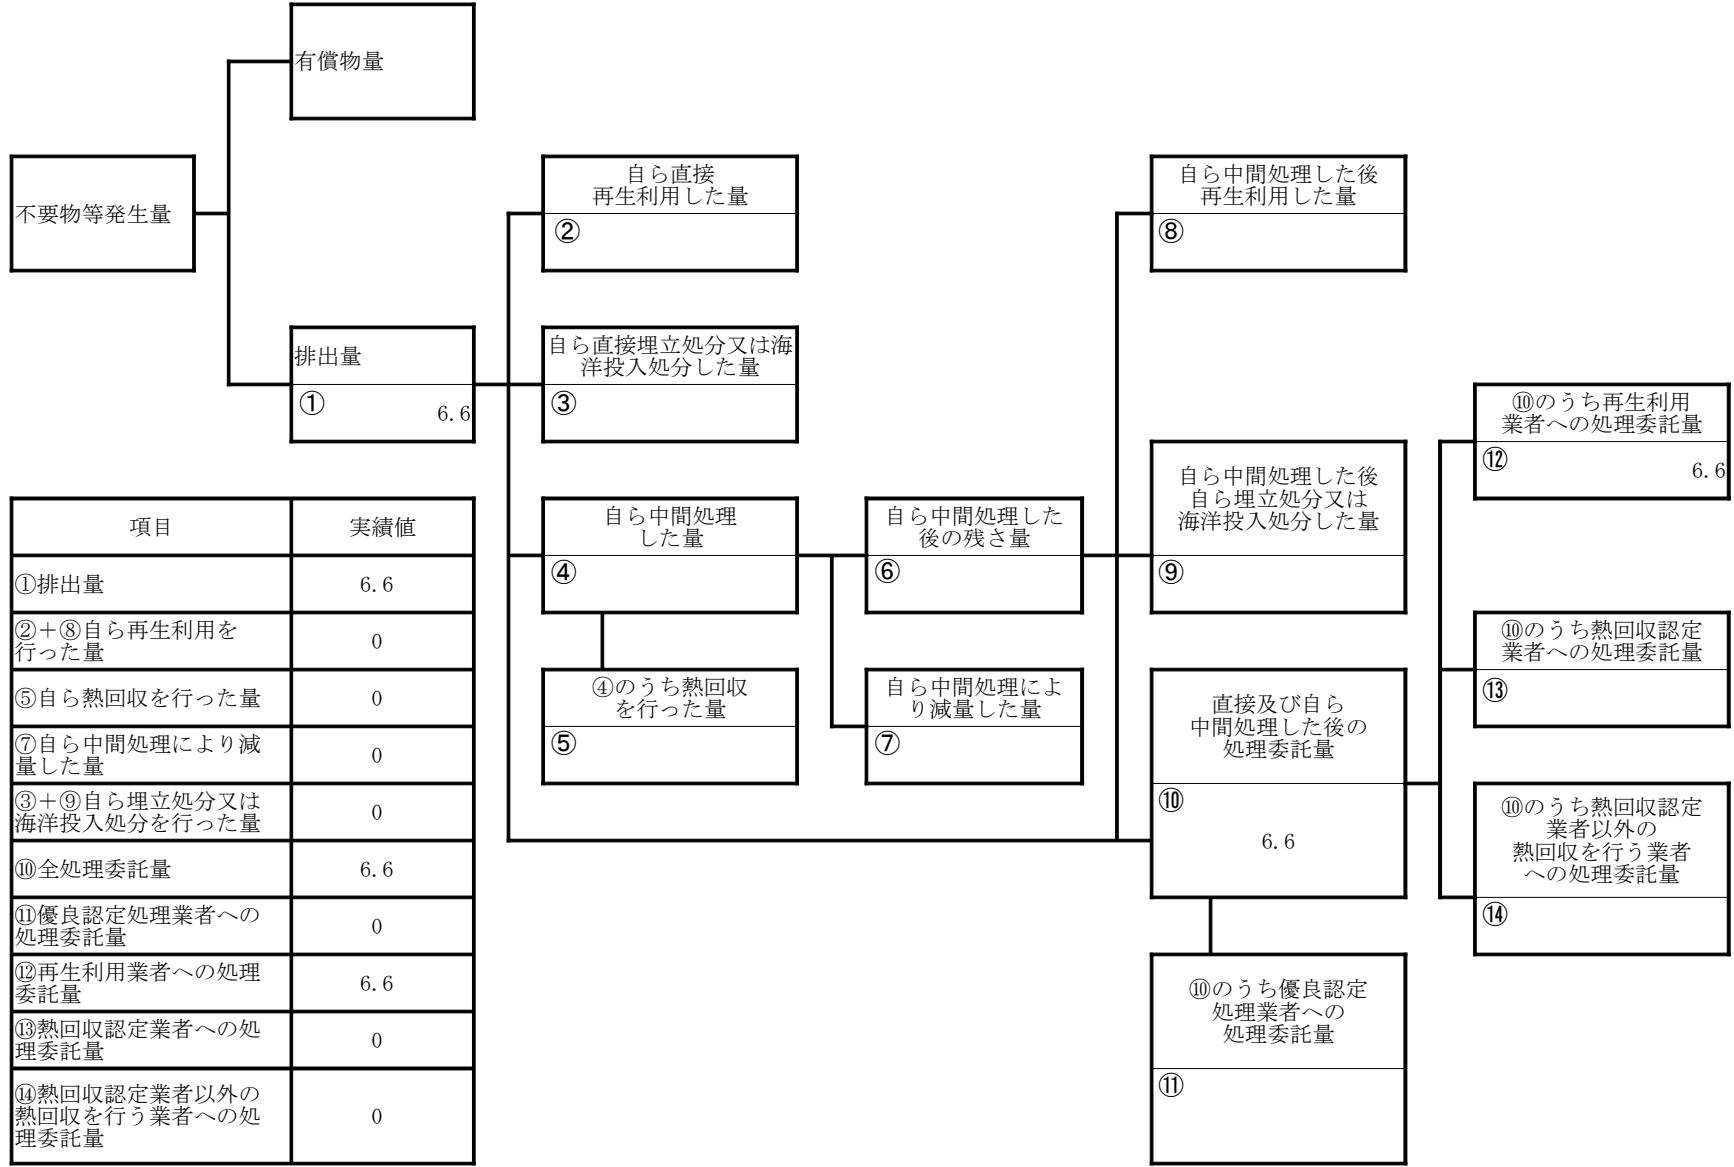 有償物量
不要物等発生量
自ら直接
再生利用した量
②
自ら中間処理した後
再生利用した量
⑧
排出量
①
6.6
自ら直接埋立処分又は海
洋投入処分した量
③
⑩のうち再生利用
業者への処理委託量
⑫
6.6
自ら中間処理
した量
④
自ら中間処理した
後の残さ量
⑥
自ら中間処理した後
自ら埋立処分又は
海洋投入処分した量
⑨
⑩のうち熱回収認定
業者への処理委託量
⑬
④のうち熱回収
を行った量
⑤
自ら中間処理によ
り減量した量
⑦
直接及び自ら
中間処理した後の
処理委託量
⑩
6.6
⑩のうち熱回収認定
業者以外の
熱回収を行う業者
への処理委託量
⑭
⑩のうち優良認定
処理業者への
処理委託量
⑪
項目 実績値
①排出量 6.6
②+⑧自ら再生利用を
行った量 0
⑤自ら熱回収を行った量 0
⑦自ら中間処理により減
量した量 0
③+⑨自ら埋立処分又は
海洋投入処分を行った量 0
⑩全処理委託量 6.6
⑪優良認定処理業者への
処理委託量 0
⑫再生利用業者への処理
委託量 6.6
⑬熱回収認定業者への処
理委託量 0
⑭熱回収認定業者以外の
熱回収を行う業者への処
理委託量 0